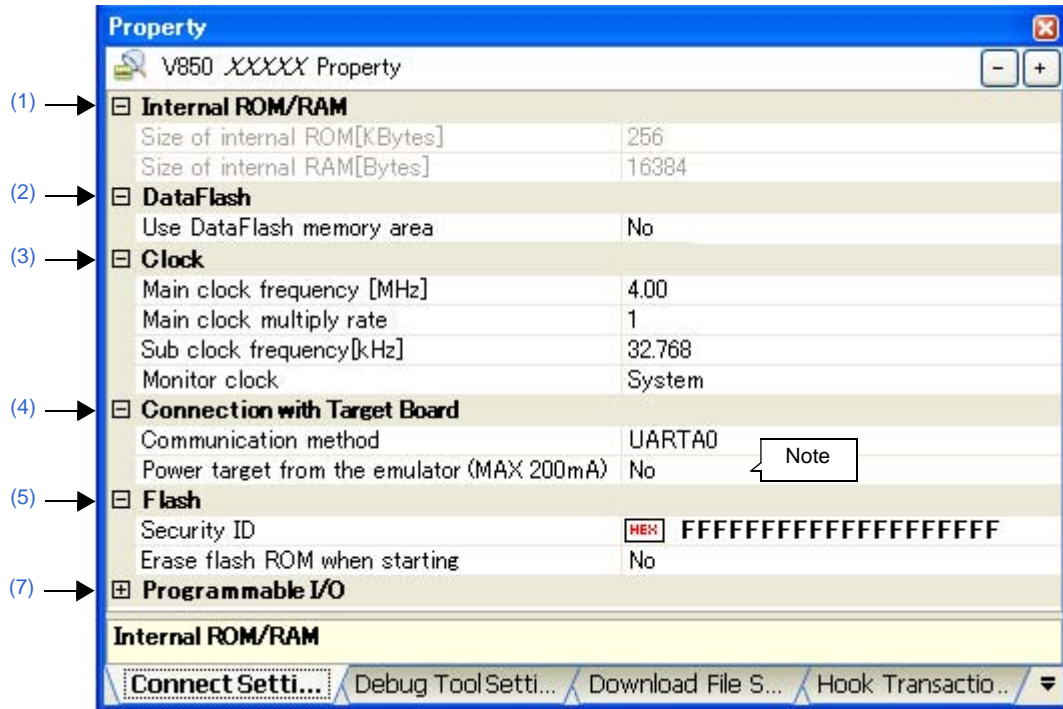 Property
V850 XXXXX Property
- +
(1) Internal ROM/RAM
Size of internal ROM[KBytes] 256
Size of internal RAM[Bytes] 16384
(2) DataFlash
Use DataFlash memory area No
(3) Clock
Main clock frequency [MHz] 4.00
Main clock multiply rate 1
Sub clock frequency[kHz] 32.768
Monitor clock System
(4) Connection with Target Board
Communication method UARTA0
Power target from the emulator (MAX 200mA) No Note
(5) Flash
Security ID HEX FFFFFFFFFFFFFFFFFFFF
Erase flash ROM when starting No
(7) Programmable I/O
Internal ROM/RAM
Connect Setti... Debug Tool Setti... Download File S... Hook Transactio...